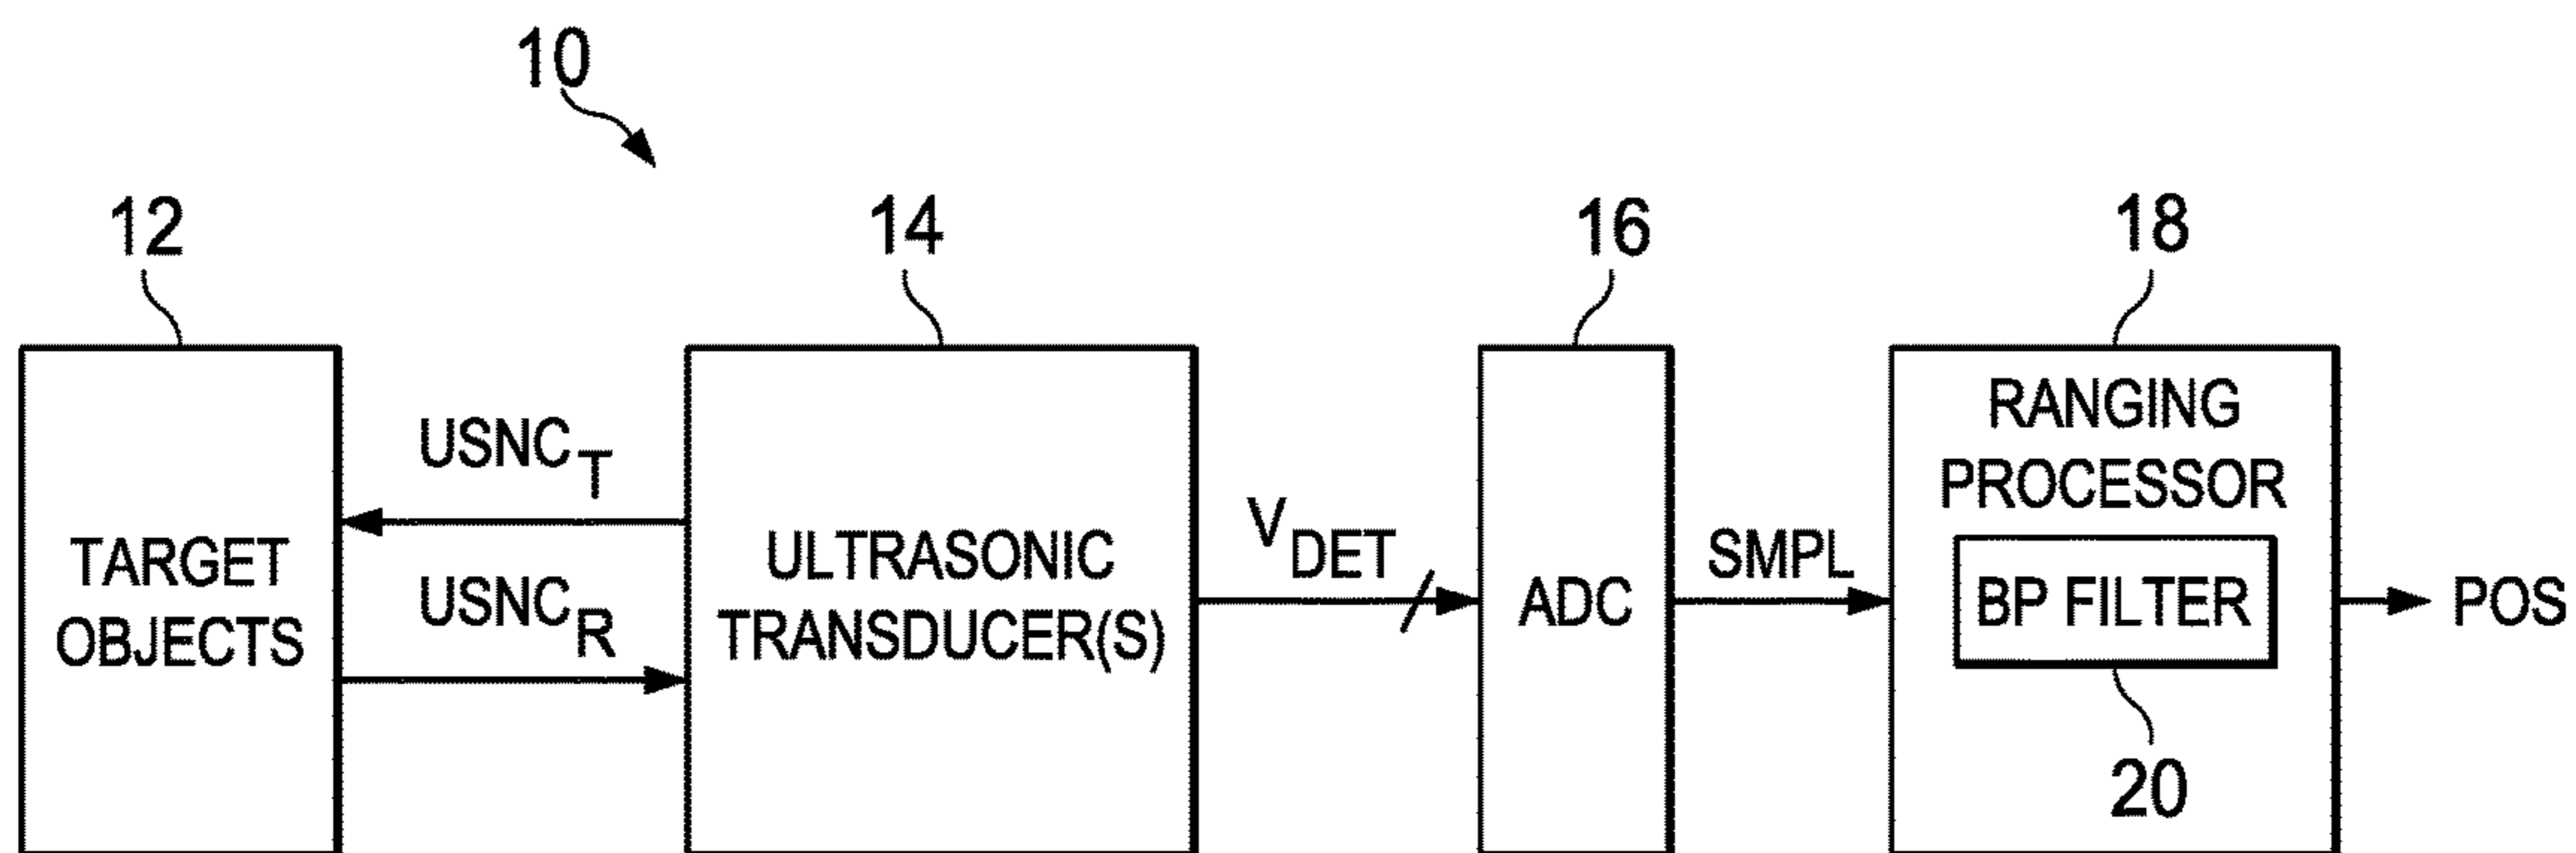 10
12
14
16
18
USNC_T
USNC_R
TARGET
OBJECTS
ULTRASONIC
TRANSDUCER(S)
V_DET
ADC
SMPL
RANGING
PROCESSOR
BP FILTER
20
POS